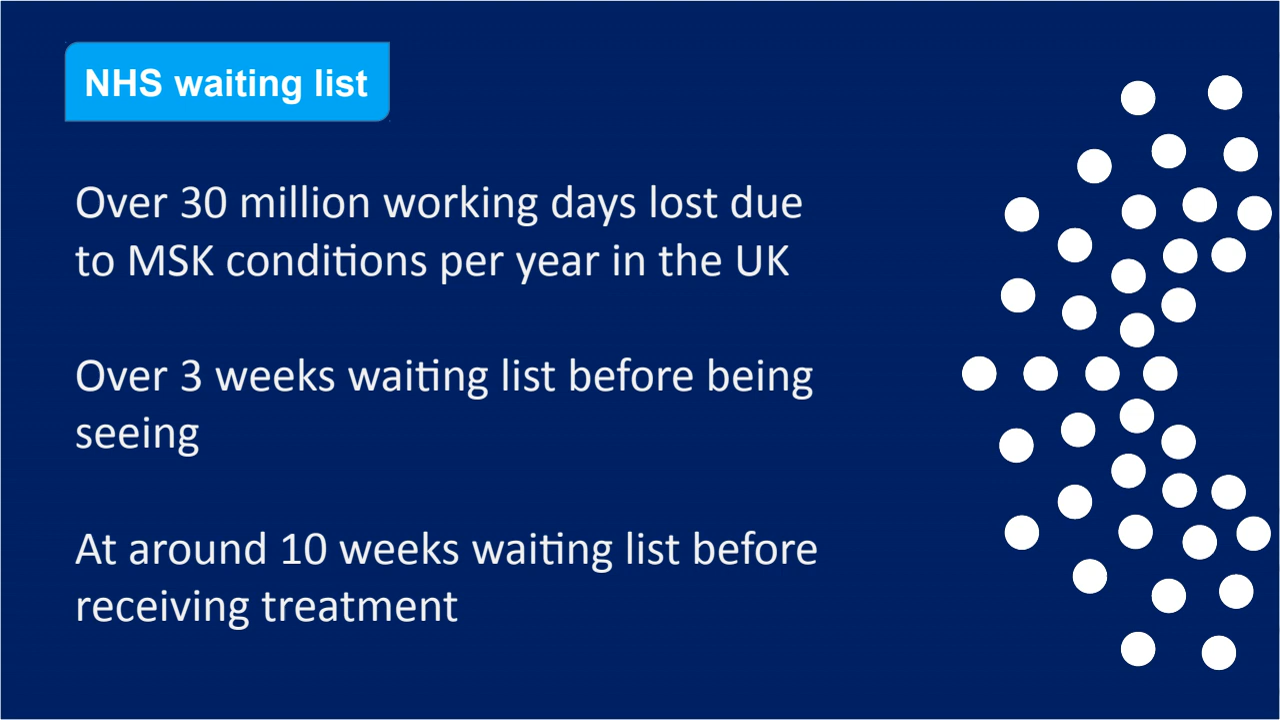 NHS waiting list
Over 30 million working days lost due
to MSK conditions per year in the UK
Over 3 weeks waiting list before being
seeing
At around 10 weeks waiting list before
receiving treatment